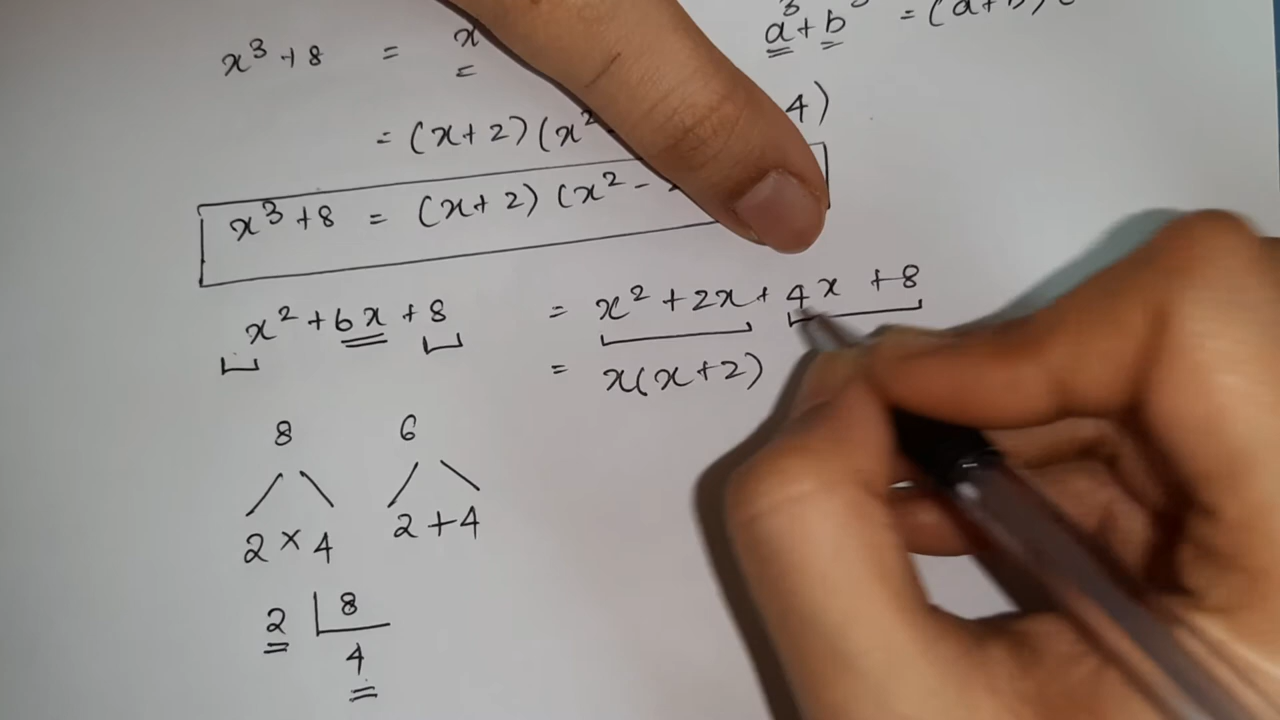 x³ + 8 = x
a³ + b = (a+b)
= (x+2)(x² 4)
x³ + 8 = (x+2) (x² -
x² + 6x + 8 = x² + 2x + 4x + 8
= x(x+2)
8 6
2 × 4 2 + 4
2 8
4